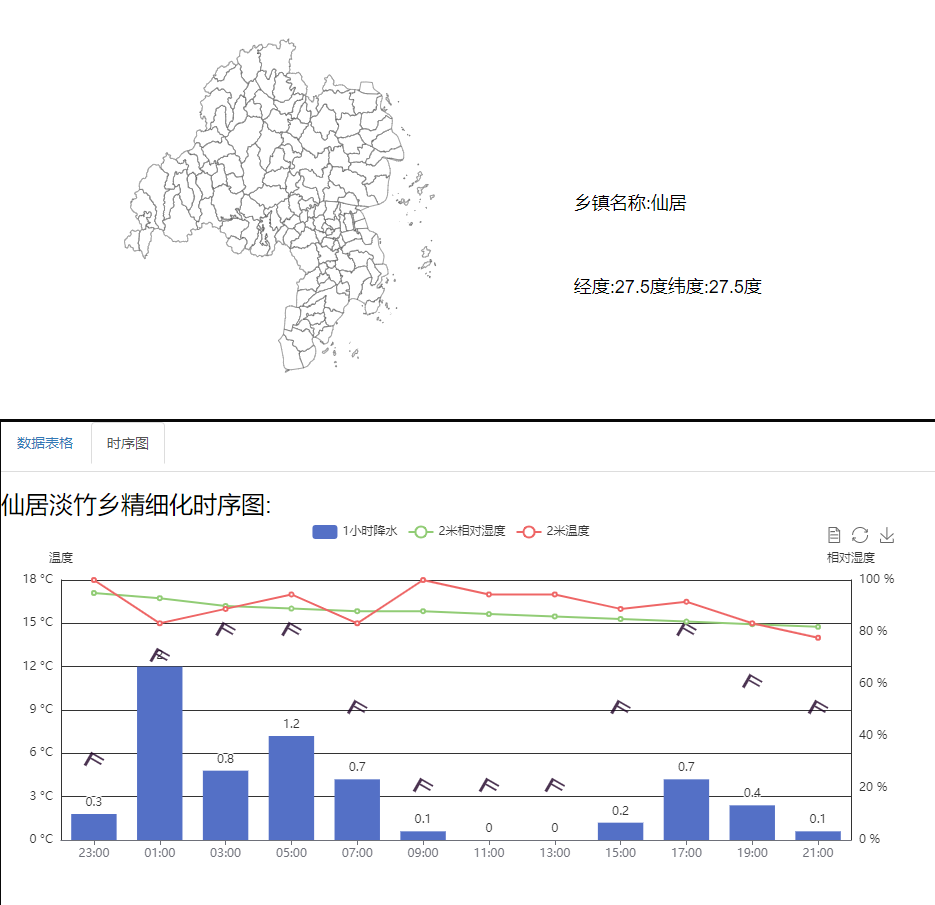 乡镇名称:仙居
经度:27.5度纬度:27.5度
数据表格 时序图
仙居淡竹乡精细化时序图:
1小时降水 2米相对湿度 2米温度
温度 相对湿度
18 °C 100 %
15 °C 80 %
12 °C 60 %
9 °C 40 %
6 °C 20 %
3 °C 0 %
0 °C
0.3 2 0.8 1.2 0.7 0.1 0 0 0.2 0.7 0.4 0.1
23:00 01:00 03:00 05:00 07:00 09:00 11:00 13:00 15:00 17:00 19:00 21:00